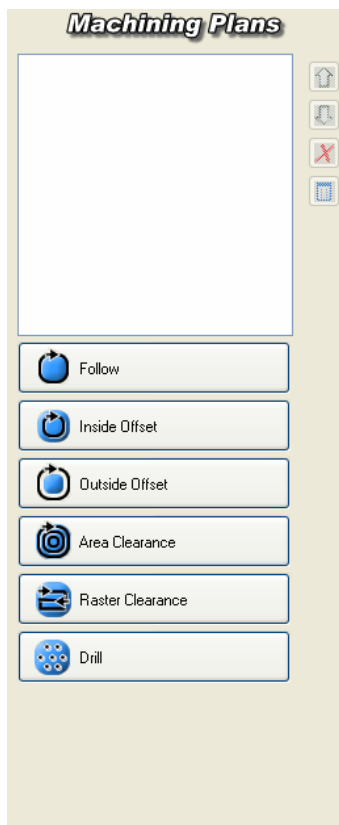 Machining Plans
Follow
Inside Offset
Outside Offset
Area Clearance
Raster Clearance
Drill